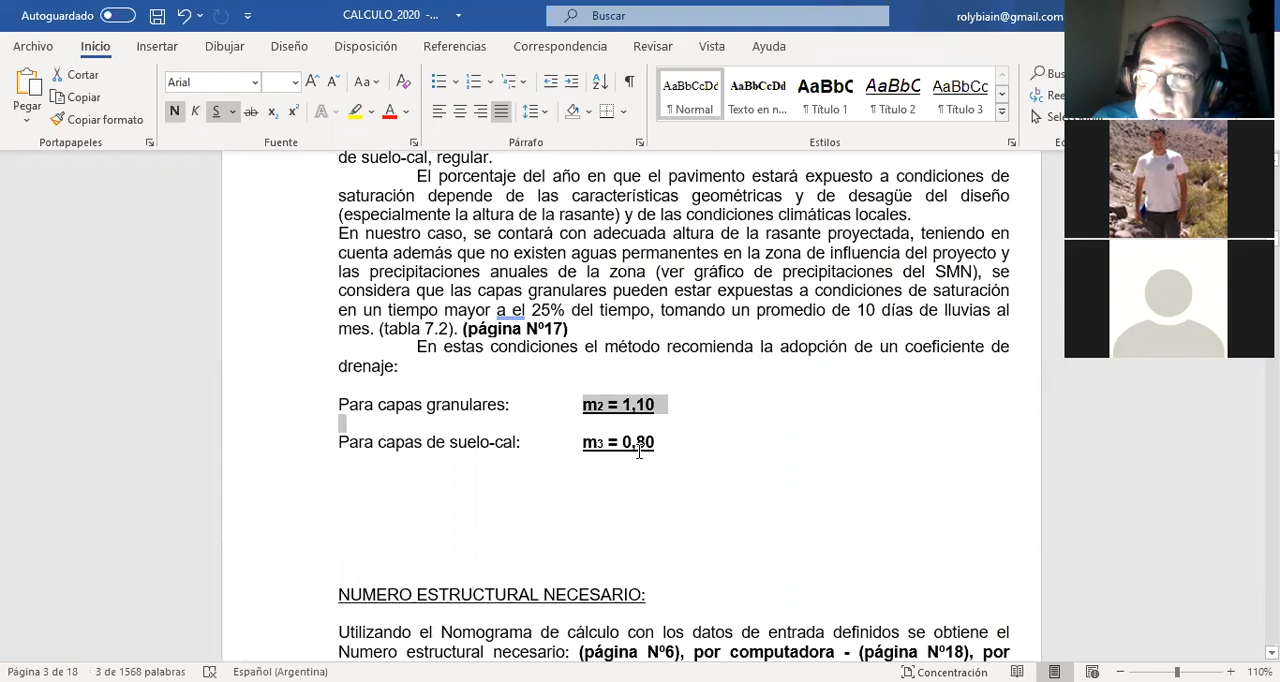 Autoguardado
CALCULO_2020 -...
Buscar
rolybiain@gmail.com
Archivo Inicio Insertar Dibujar Diseño Disposición Referencias Correspondencia Revisar Vista Ayuda
Pegar
Cortar
Copiar
Copiar formato
Arial
Aa
N K S ab x₂ x²
A A
AaBbCcDd AaBbCcDd AaBbC AaBbC AaBbCc
¶ Normal Texto en n... ¶ Título 1 ¶ Título 2 ¶ Título 3
Portapapeles Fuente Párrafo Estilos
de suelo-cal, regular.
El porcentaje del año en que el pavimento estará expuesto a condiciones de
saturación depende de las características geométricas y de desagüe del diseño
(especialmente la altura de la rasante) y de las condiciones climáticas locales.
En nuestro caso, se contará con adecuada altura de la rasante proyectada, teniendo en
cuenta además que no existen aguas permanentes en la zona de influencia del proyecto y
las precipitaciones anuales de la zona (ver gráfico de precipitaciones del SMN), se
considera que las capas granulares pueden estar expuestas a condiciones de saturación
en un tiempo mayor a el 25% del tiempo, tomando un promedio de 10 días de lluvias al
mes. (tabla 7.2). (página Nº17)
En estas condiciones el método recomienda la adopción de un coeficiente de
drenaje:
Para capas granulares: m2 = 1,10
Para capas de suelo-cal: m3 = 0,80
NUMERO ESTRUCTURAL NECESARIO:
Utilizando el Nomograma de cálculo con los datos de entrada definidos se obtiene el
Numero estructural necesario: (página Nº6), por computadora - (página Nº18), por
Página 3 de 18 3 de 1568 palabras Español (Argentina) Concentración 110%